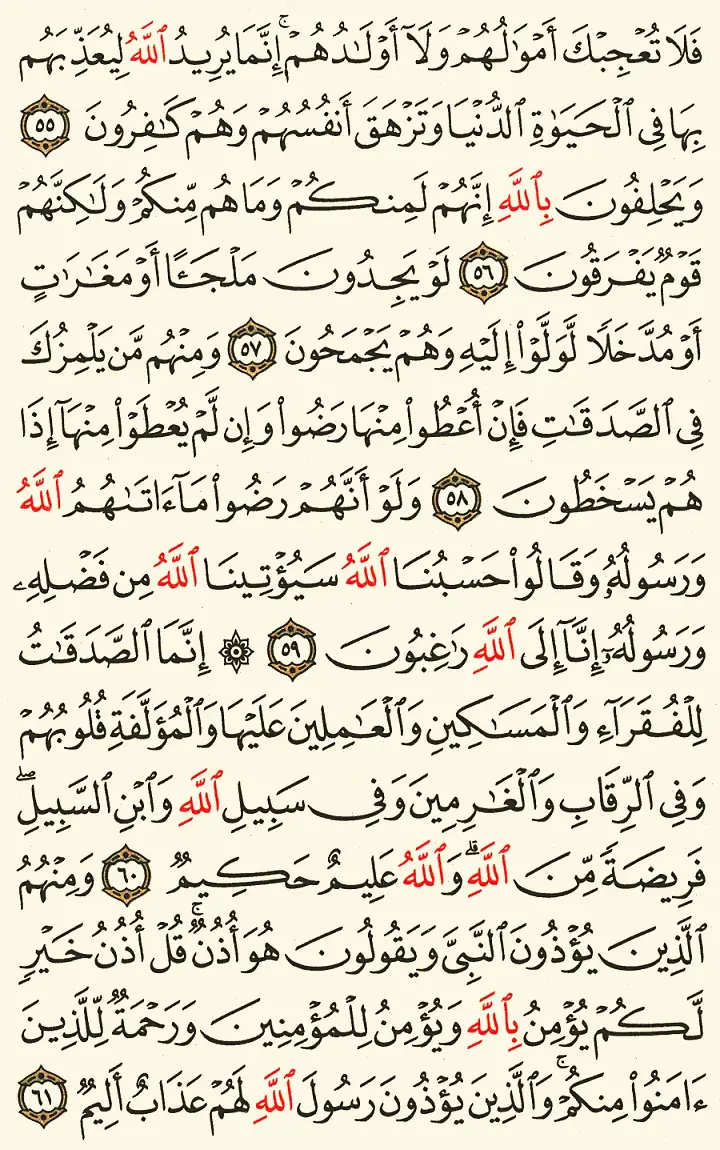 فَلَا تُعْجِبْكَ أَمْوَٰلُهُمْ وَلَآ أَوْلَـٰدُهُمْ ۚ إِنَّمَا يُرِيدُ ٱللَّهُ لِيُعَذِّبَهُم
بِهَا فِى ٱلْحَيَوٰةِ ٱلدُّنْيَا وَتَزْهَقَ أَنفُسُهُمْ وَهُمْ كَـٰفِرُونَ ٥٥
وَيَحْلِفُونَ بِٱللَّهِ إِنَّهُمْ لَمِنكُمْ وَمَا هُم مِّنكُمْ وَلَـٰكِنَّهُمْ
قَوْمٌ يَفْرَقُونَ ٥٦ لَوْ يَجِدُونَ مَلْجَـًٔا أَوْ مَغَـٰرَٰتٍ
أَوْ مُدَّخَلًا لَّوَلَّوْا۟ إِلَيْهِ وَهُمْ يَجْمَحُونَ ٥٧ وَمِنْهُم مَّن يَلْمِزُكَ
فِى ٱلصَّدَقَـٰتِ فَإِنْ أُعْطُوا۟ مِنْهَا رَضُوا۟ وَإِن لَّمْ يُعْطَوْا۟ مِنْهَآ إِذَا
هُمْ يَسْخَطُونَ ٥٨ وَلَوْ أَنَّهُمْ رَضُوا۟ مَآ ءَاتَىٰهُمُ ٱللَّهُ
وَرَسُولُهُۥ وَقَالُوا۟ حَسْبُنَا ٱللَّهُ سَيُؤْتِينَا ٱللَّهُ مِن فَضْلِهِۦ
وَرَسُولُهُۥٓ إِنَّآ إِلَى ٱللَّهِ رَٰغِبُونَ ٥٩ ۞ إِنَّمَا ٱلصَّدَقَـٰتُ
لِلْفُقَرَآءِ وَٱلْمَسَـٰكِينِ وَٱلْعَـٰمِلِينَ عَلَيْهَا وَٱلْمُؤَلَّفَةِ قُلُوبُهُمْ
وَفِى ٱلرِّقَابِ وَٱلْغَـٰرِمِينَ وَفِى سَبِيلِ ٱللَّهِ وَٱبْنِ ٱلسَّبِيلِ ۖ
فَرِيضَةً مِّنَ ٱللَّهِ ۗ وَٱللَّهُ عَلِيمٌ حَكِيمٌ ٦٠ وَمِنْهُمُ
ٱلَّذِينَ يُؤْذُونَ ٱلنَّبِىَّ وَيَقُولُونَ هُوَ أُذُنٌ ۚ قُلْ أُذُنُ خَيْرٍ
لَّكُمْ يُؤْمِنُ بِٱللَّهِ وَيُؤْمِنُ لِلْمُؤْمِنِينَ وَرَحْمَةٌ لِّلَّذِينَ
ءَامَنُوا۟ مِنكُمْ ۚ وَٱلَّذِينَ يُؤْذُونَ رَسُولَ ٱللَّهِ لَهُمْ عَذَابٌ أَلِيمٌ ٦١